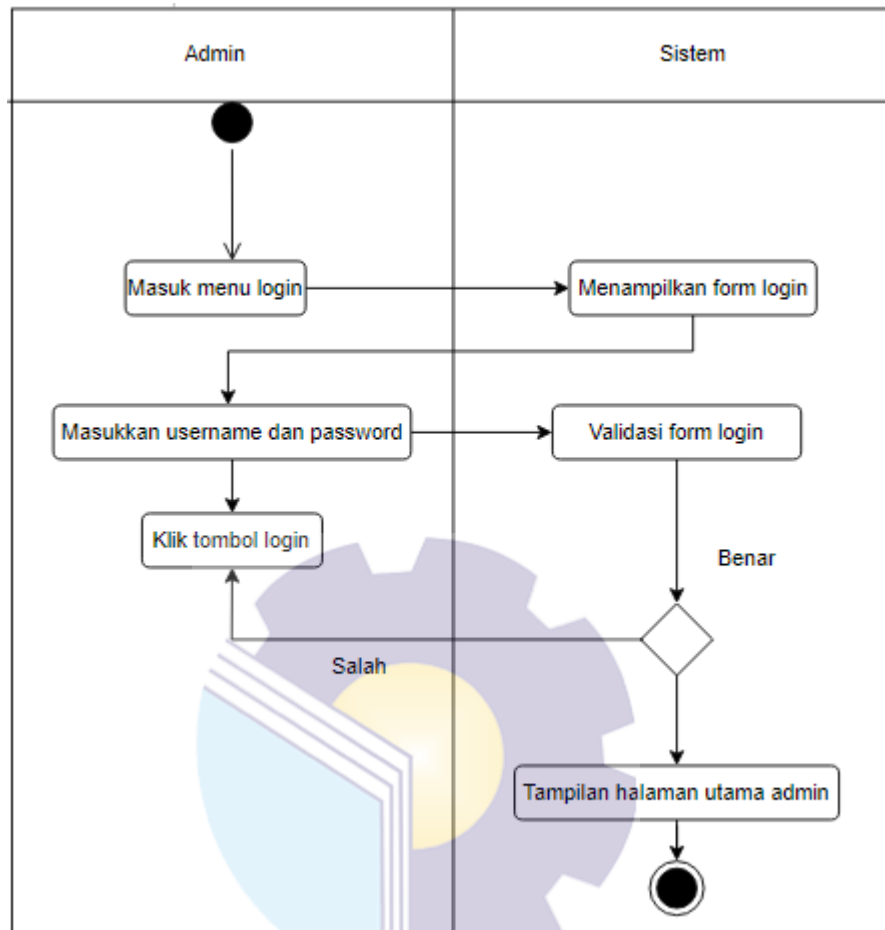 Admin
Sistem
Masuk menu login
Menampilkan form login
Masukkan username dan password
Validasi form login
Klik tombol login
Benar
Salah
Tampilan halaman utama admin